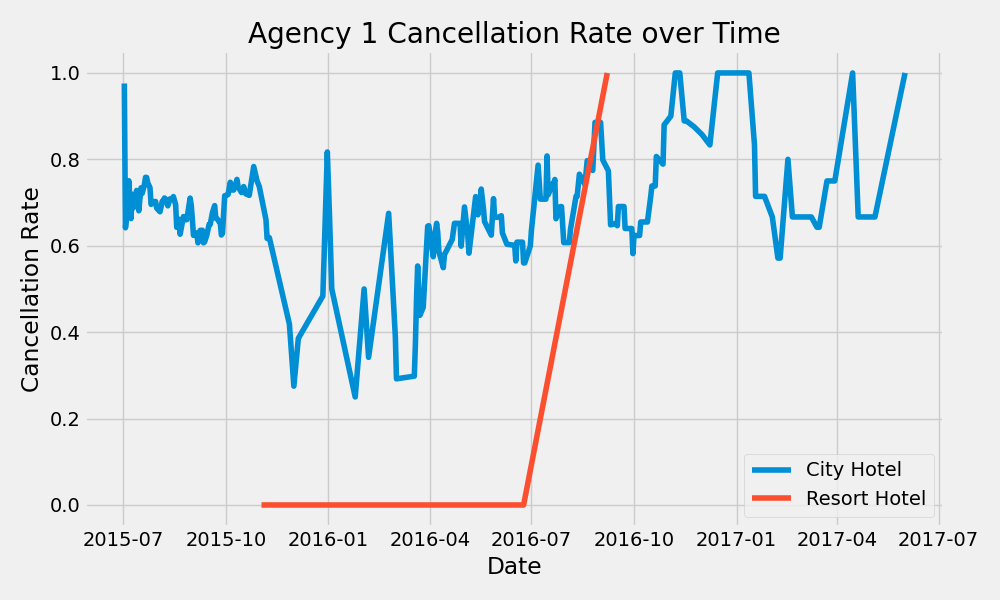 Agency 1 Cancellation Rate over Time
Cancellation Rate
1.0
0.8
0.6
0.4
0.2
0.0
City Hotel
Resort Hotel
2015-07 2015-10 2016-01 2016-04 2016-07 2016-10 2017-01 2017-04 2017-07
Date